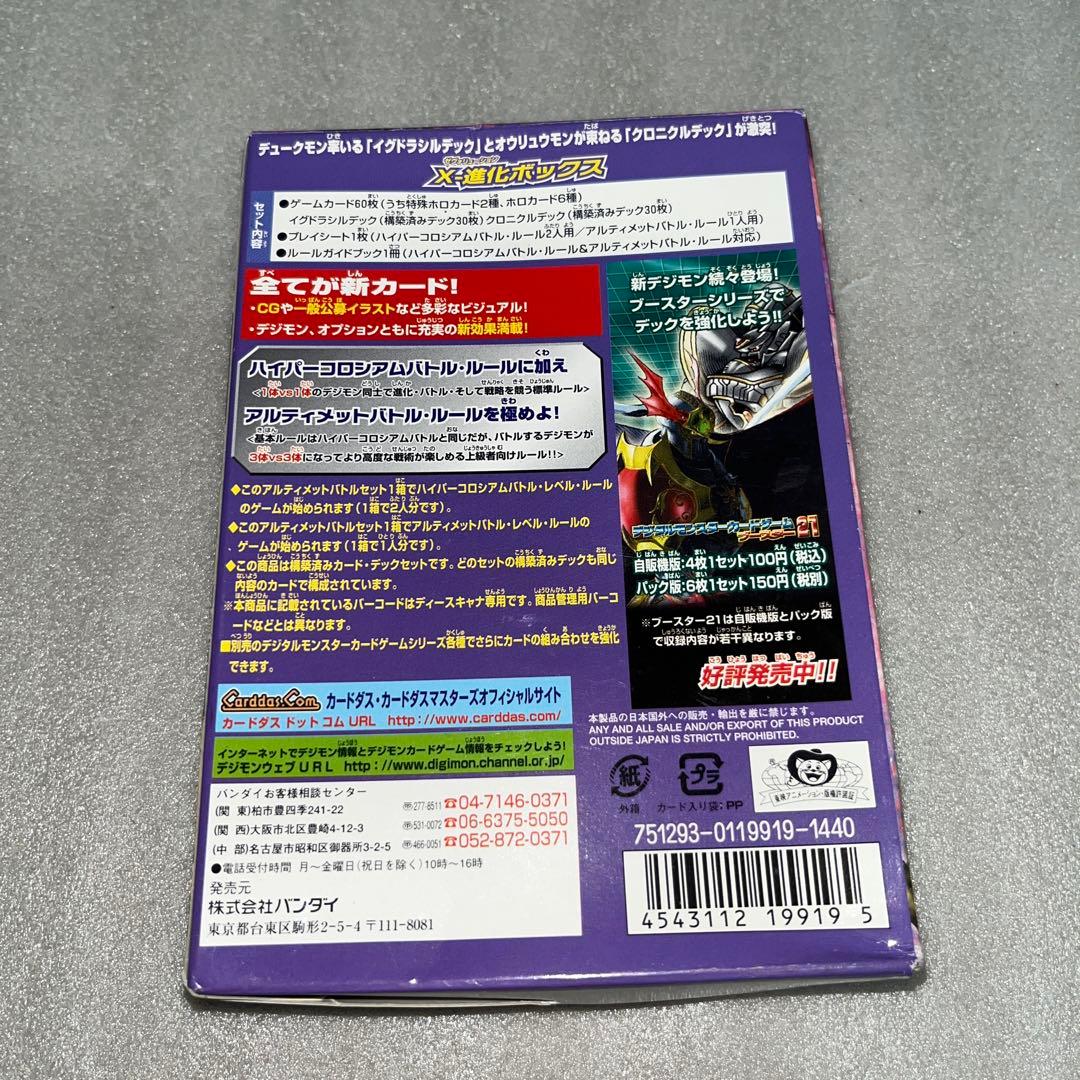 デュークモン率いる「イグドラシルデック」とオウリュウモンが束ねる「クロニクルデック」が激突!
X-進化ボックス
セット内容
●ゲームカード60枚(うち特殊ホロカード2種、ホロカード6種)
イグドラシルデック(構築済みデック30枚)クロニクルデック(構築済みデック30枚)
●プレイシート1枚(ハイパーコロシアムバトル・ルール2人用/アルティメットバトル・ルール1人用)
●ルールガイドブック1冊(ハイパーコロシアムバトル・ルール&アルティメットバトル・ルール対応)
全てが新カード!
・CGや一般公募イラストなど多彩なビジュアル!
・デジモン、オプションともに充実の新効果満載!
ハイパーコロシアムバトル・ルールに加え
<1体vs1体のデジモン同士で進化・バトル・そして戦略を競う標準ルール>
アルティメットバトル・ルールを極めよ!
<基本ルールはハイパーコロシアムバトルと同じだが、バトルするデジモンが
3体vs3体になってより高度な戦術が楽しめる上級者向けルール!!>
◆このアルティメットバトルセット1箱でハイパーコロシアムバトル・レベル・ルール
のゲームが始められます(1箱で2人分です)。
◆このアルティメットバトルセット1箱でアルティメットバトル・レベル・ルールの
ゲームが始められます(1箱で1人分です)。
◆この商品は構築済みカード・デックセットです。どのセットの構築済みデックも同じ
内容のカードで構成されています。
※本商品に記載されているバーコードはディースキャナ専用です。商品管理用バーコ
ードなどとは異なります。
■別売のデジタルモンスターカードゲームシリーズ各種でさらにカードの組み合わせを強化
できます。
新デジモン続々登場!
ブースターシリーズで
デックを強化しよう!!
デジタルモンスターカードゲーム
ブースター21
自販機版:4枚1セット100円(税込)
パック版:6枚1セット150円(税別)
※ブースター21は自販機版とパック版
で収録内容が若干異なります。
好評発売中!!
Carddas.Com カードダス・カードダスマスターズオフィシャルサイト
カードダス ドット コム URL http://www.carddas.com/
インターネットでデジモン情報とデジモンカードゲーム情報をチェックしよう!
デジモンウェブURL http://www.digimon.channel.or.jp/
バンダイお客様相談センター
(関 東)柏市豊四季241-22 〒277-8511 ☎04-7146-0371
(関 西)大阪市北区豊崎4-12-3 〒531-0072 ☎06-6375-5050
(中 部)名古屋市昭和区御器所3-2-5 〒466-0051 ☎052-872-0371
●電話受付時間 月〜金曜日(祝日を除く)10時〜16時
発売元
株式会社バンダイ
東京都台東区駒形2-5-4 〒111-8081
本製品の日本国外への販売・輸出を厳に禁じます。
ANY AND ALL SALE AND/OR EXPORT OF THIS PRODUCT
OUTSIDE JAPAN IS STRICTLY PROHIBITED.
紙
外箱
プラ
カード入り袋:PP
東映アニメーション・版権許諾証
751293-0119919-1440
4543112 19919 5